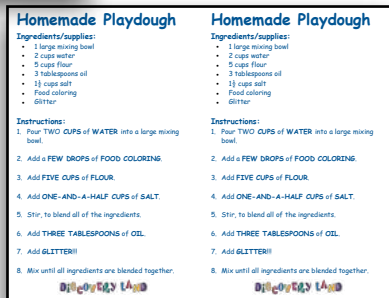 Homemade Playdough
Ingredients/supplies:
• 1 large mixing bowl
• 2 cups water
• 5 cups flour
• 3 tablespoons oil
• 1½ cups salt
• Food coloring
• Glitter
Instructions:
1. Pour TWO CUPS of WATER into a large mixing
bowl.
2. Add a FEW DROPS of FOOD COLORING.
3. Add FIVE CUPS of FLOUR.
4. Add ONE-AND-A-HALF CUPS of SALT.
5. Stir, to blend all of the ingredients.
6. Add THREE TABLESPOONS of OIL.
7. Add GLITTER!!!
8. Mix until all ingredients are blended together.
DISCOVERY LAND
Homemade Playdough
Ingredients/supplies:
• 1 large mixing bowl
• 2 cups water
• 5 cups flour
• 3 tablespoons oil
• 1½ cups salt
• Food coloring
• Glitter
Instructions:
1. Pour TWO CUPS of WATER into a large mixing
bowl.
2. Add a FEW DROPS of FOOD COLORING.
3. Add FIVE CUPS of FLOUR.
4. Add ONE-AND-A-HALF CUPS of SALT.
5. Stir, to blend all of the ingredients.
6. Add THREE TABLESPOONS of OIL.
7. Add GLITTER!!!
8. Mix until all ingredients are blended together.
DISCOVERY LAND